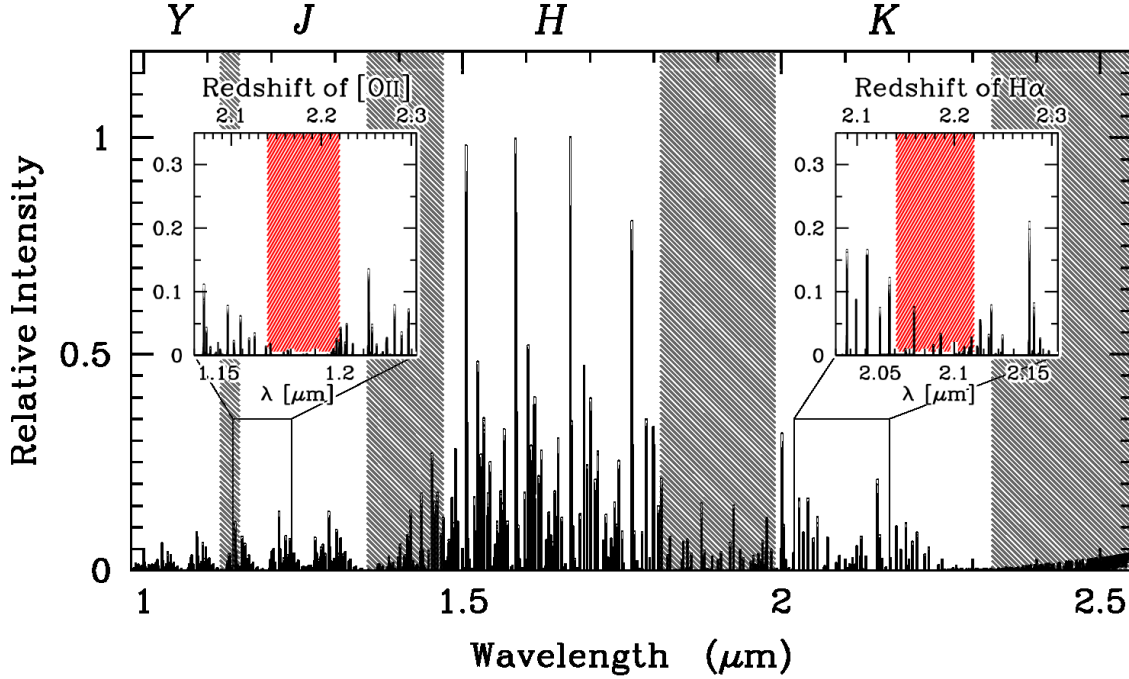 Y J H K
Redshift of [OII]
2.1 2.2 2.3
0.3
0.2
0.1
0
1.15 1.2
λ [μm]
Redshift of Hα
2.1 2.2 2.3
0.3
0.2
0.1
0
2.05 2.1 2.15
λ [μm]
Relative Intensity
1
0.5
0
1 1.5 2 2.5
Wavelength (μm)